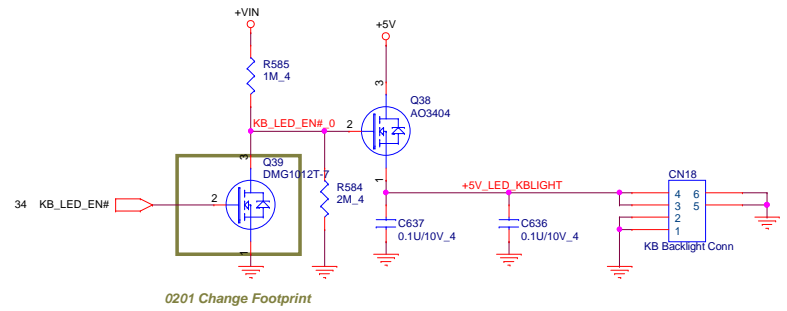 +VIN
+5V
R585
1M_4
3
Q38
AO3404
KB_LED_EN#_0
2
3
Q39
DMG1012T-7
1
+5V_LED_KBLIGHT
CN18
34 KB_LED_EN#
2
R584
2M_4
4 6
3 5
2
1
C637
0.1U/10V_4
C636
0.1U/10V_4
KB Backlight Conn
1
0201 Change Footprint